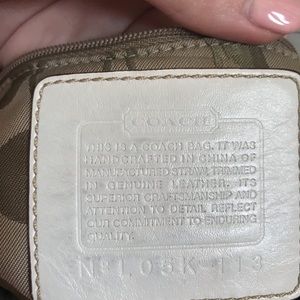 COACH
THIS IS A COACH BAG. IT WAS
HANDCRAFTED IN CHINA OF
MANUFACTURED STRAW, TRIMMED
IN GENUINE LEATHER. ITS
SUPERIOR CRAFTSMANSHIP AND
ATTENTION TO DETAIL REFLECT
OUR COMMITMENT TO ENDURING
QUALITY.
Nº L05K-113